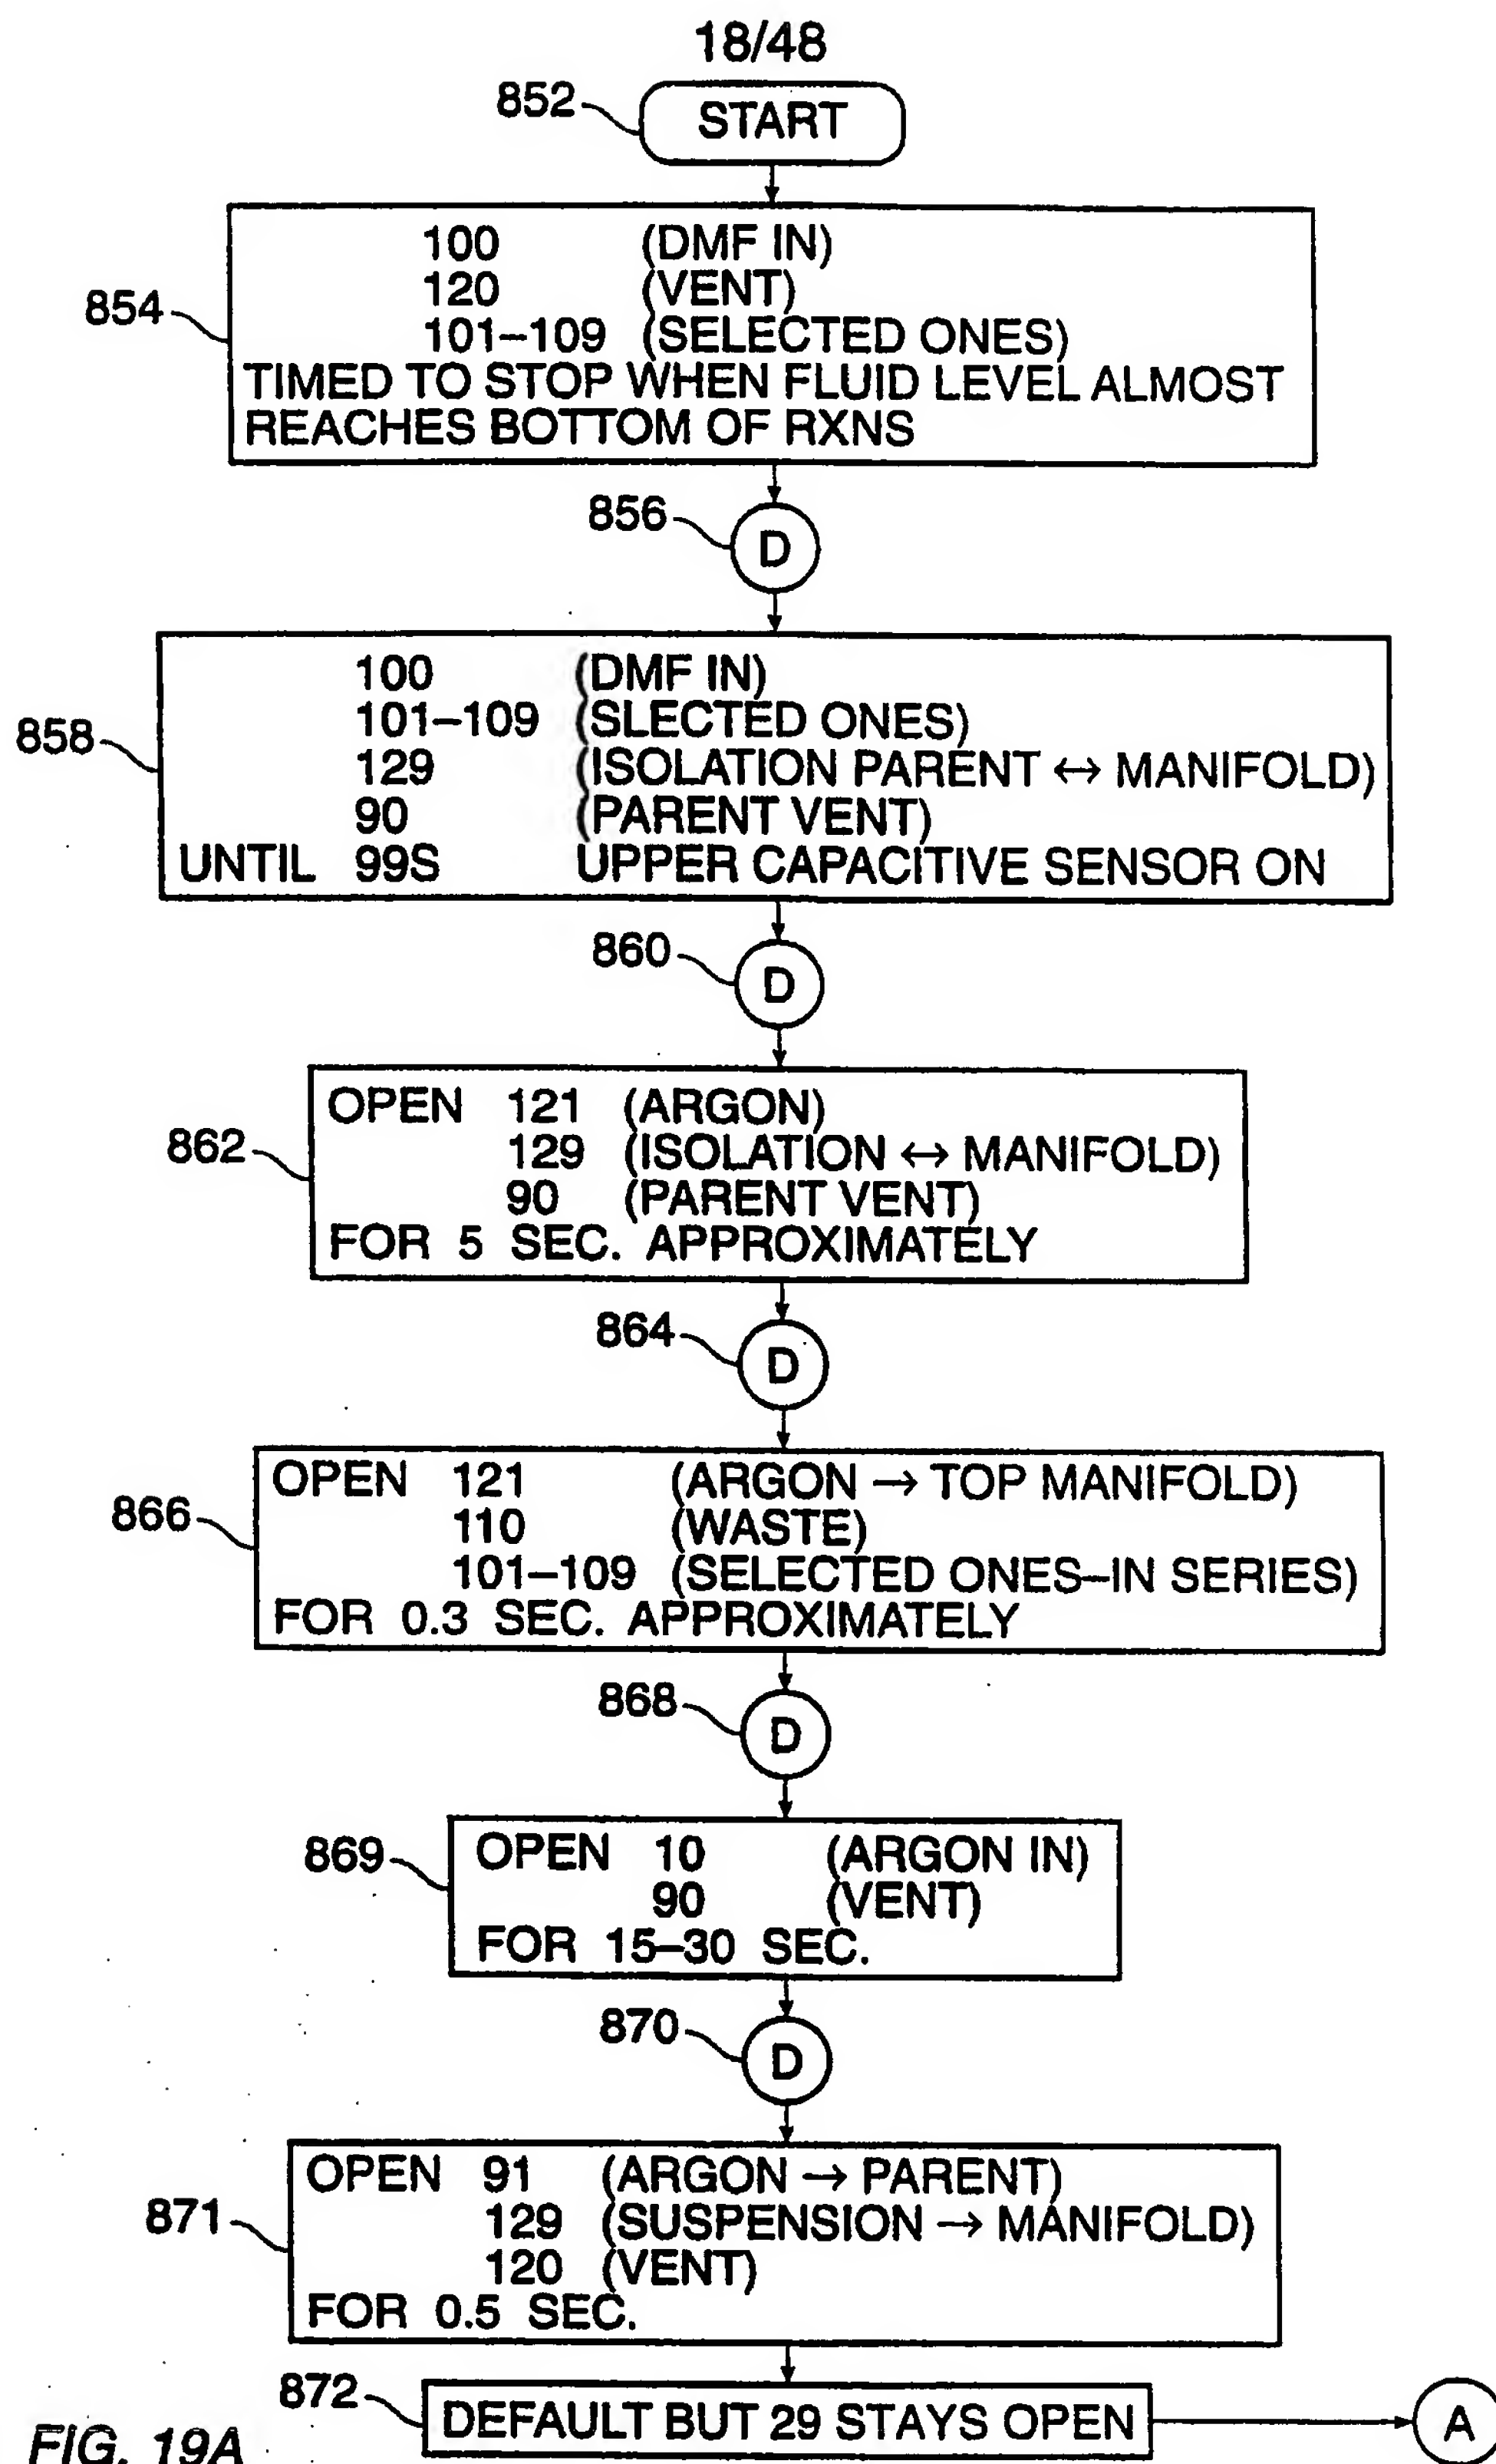 18/48
852
START
854
100 (DMF IN)
120 (VENT)
101–109 (SELECTED ONES)
TIMED TO STOP WHEN FLUID LEVEL ALMOST
REACHES BOTTOM OF RXNS
856
D
858
100 (DMF IN)
101–109 (SLECTED ONES)
129 (ISOLATION PARENT ↔ MANIFOLD)
90 (PARENT VENT)
UNTIL 99S UPPER CAPACITIVE SENSOR ON
860
D
862
OPEN 121 (ARGON)
129 (ISOLATION ↔ MANIFOLD)
90 (PARENT VENT)
FOR 5 SEC. APPROXIMATELY
864
D
866
OPEN 121 (ARGON → TOP MANIFOLD)
110 (WASTE)
101–109 (SELECTED ONES–IN SERIES)
FOR 0.3 SEC. APPROXIMATELY
868
D
869
OPEN 10 (ARGON IN)
90 (VENT)
FOR 15–30 SEC.
870
D
871
OPEN 91 (ARGON → PARENT)
129 (SUSPENSION → MANIFOLD)
120 (VENT)
FOR 0.5 SEC.
872
DEFAULT BUT 29 STAYS OPEN
A
FIG. 19A